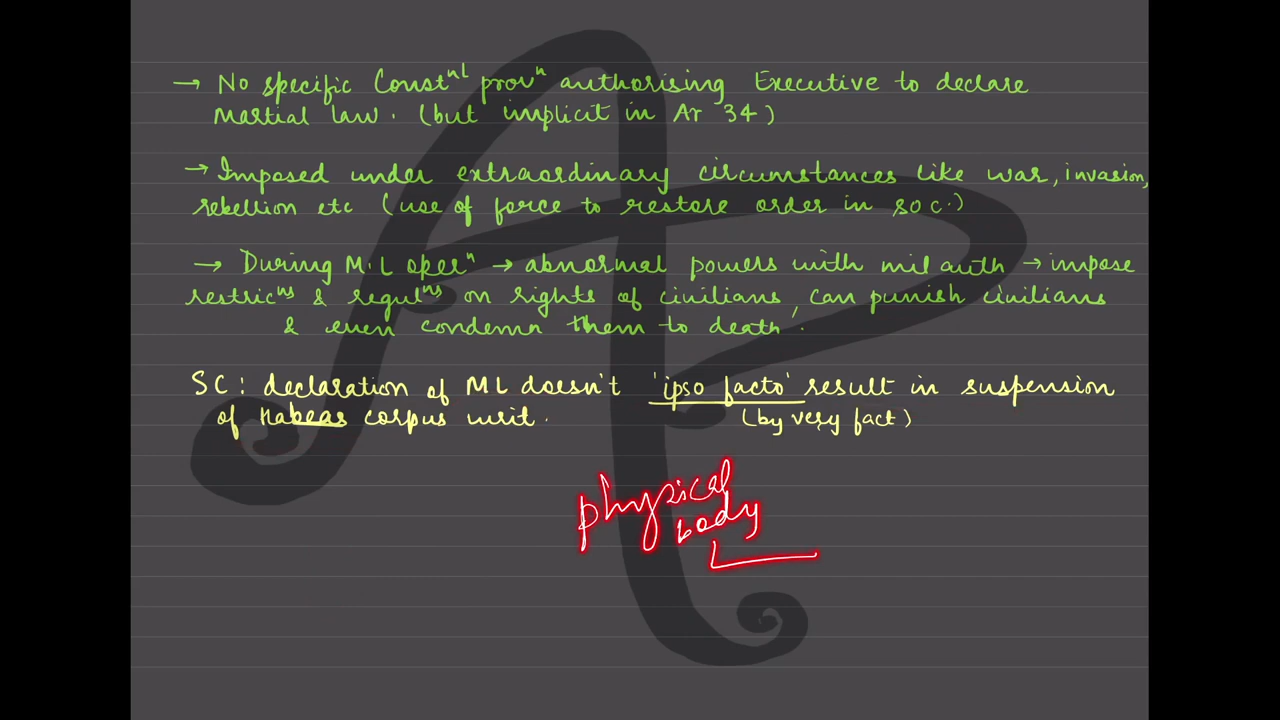 → No specific Constⁿˡ provⁿ authorising Executive to declare
Martial law. (but implicit in Ar 34)
→ Imposed under extraordinary circumstances like war, invasion,
rebellion etc (use of force to restore order in soc.)
→ During M.L operⁿ → abnormal powers with mil auth → impose
restricⁿˢ & regulⁿˢ on rights of civilians, can punish civilians
& even condemn them to death.
SC: declaration of ML doesn't 'ipso facto' result in suspension
of Habeas corpus writ. (by very fact)
physical
body